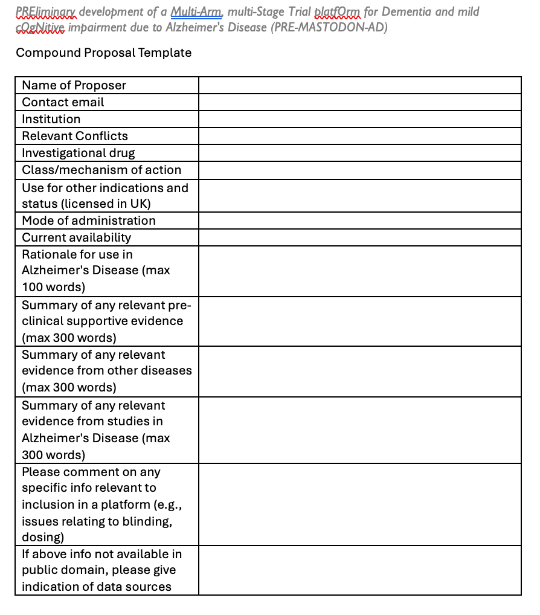 PREliminary development of a Multi-Arm, multi-Stage Trial platfOrm for Dementia and mild
cOgNitive impairment due to Alzheimer's Disease (PRE-MASTODON-AD)
Compound Proposal Template
Name of Proposer
Contact email
Institution
Relevant Conflicts
Investigational drug
Class/mechanism of action
Use for other indications and
status (licensed in UK)
Mode of administration
Current availability
Rationale for use in
Alzheimer's Disease (max
100 words)
Summary of any relevant pre-
clinical supportive evidence
(max 300 words)
Summary of any relevant
evidence from other diseases
(max 300 words)
Summary of any relevant
evidence from studies in
Alzheimer's Disease (max
300 words)
Please comment on any
specific info relevant to
inclusion in a platform (e.g.,
issues relating to blinding,
dosing)
If above info not available in
public domain, please give
indication of data sources